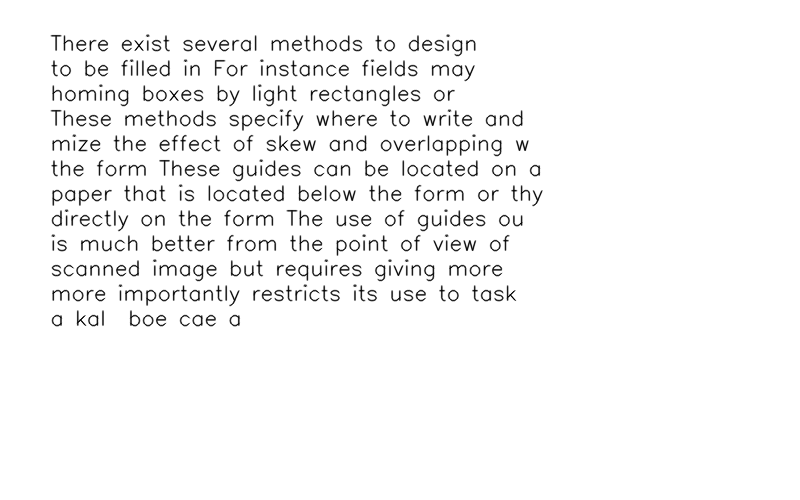 There exist several methods to design
to be filled in For instance fields may
homing boxes by light rectangles or
These methods specify where to write and
mize the effect of skew and overlapping w
the form These guides can be located on a
paper that is located below the form or thy
directly on the form The use of guides ou
is much better from the point of view of
scanned image but requires giving more
more importantly restricts its use to task
a kal  boe cae a